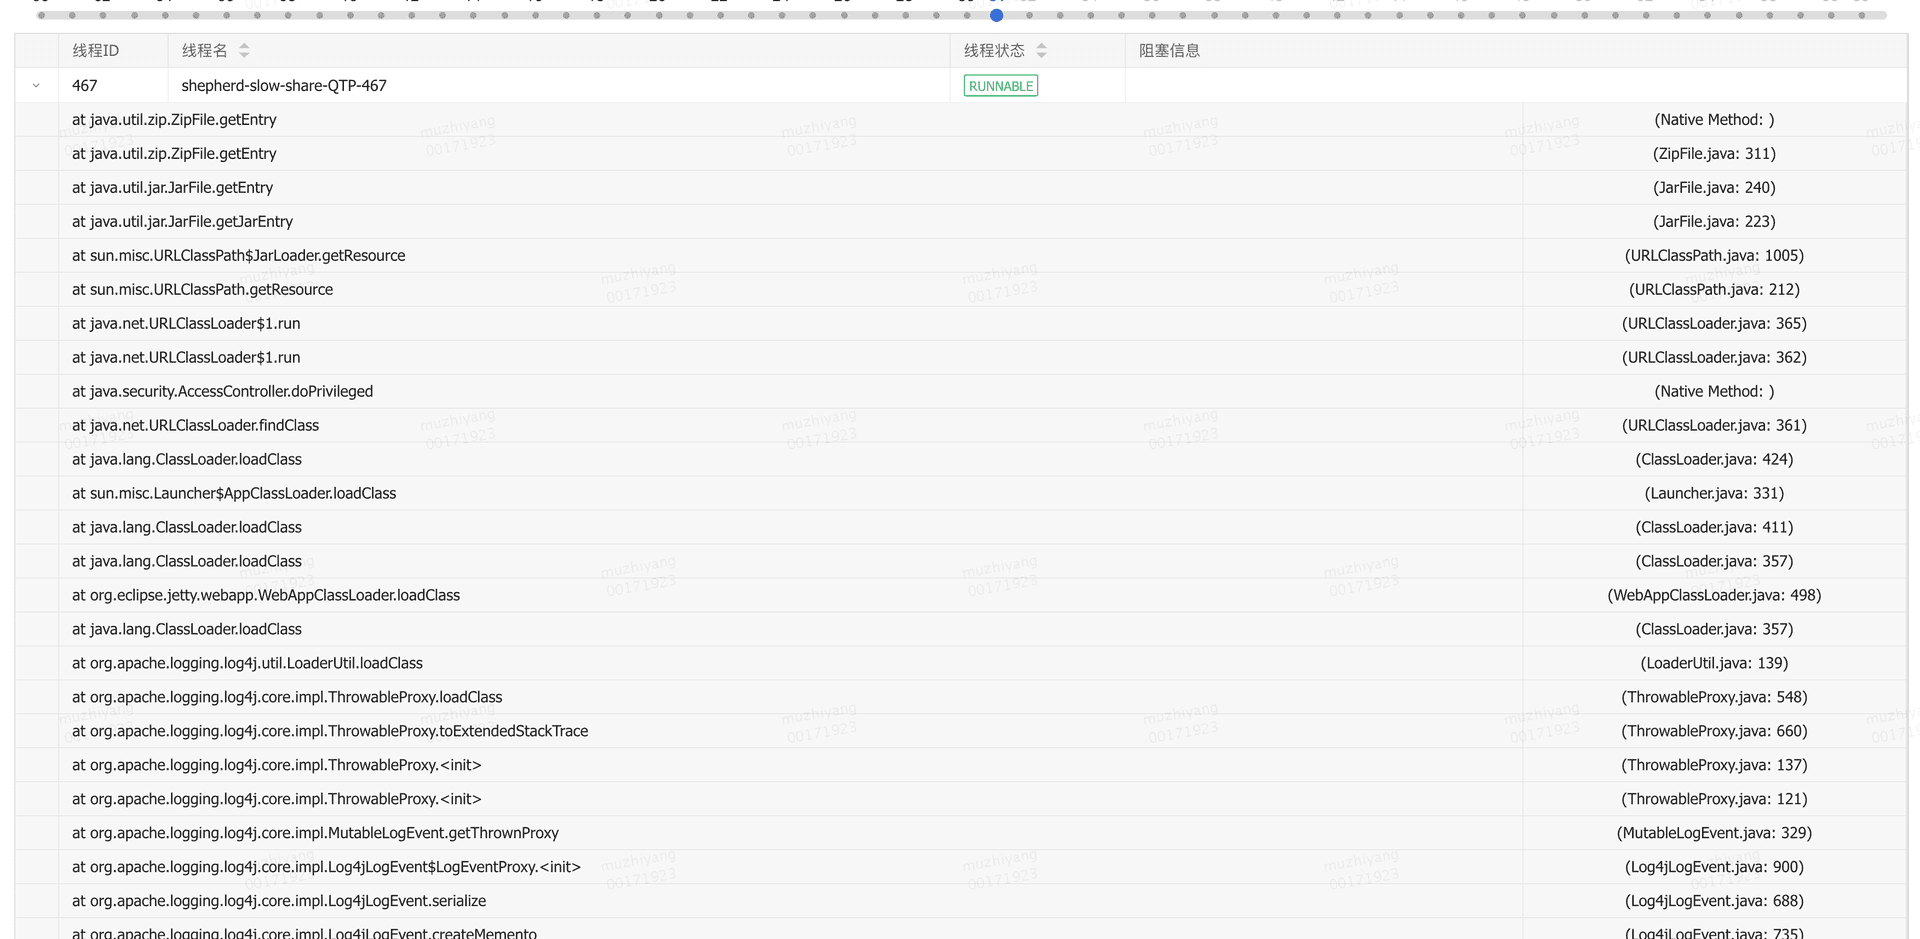 线程ID 线程名 线程状态 阻塞信息
467 shepherd-slow-share-QTP-467 RUNNABLE
at java.util.zip.ZipFile.getEntry (Native Method: )
at java.util.zip.ZipFile.getEntry (ZipFile.java: 311)
at java.util.jar.JarFile.getEntry (JarFile.java: 240)
at java.util.jar.JarFile.getJarEntry (JarFile.java: 223)
at sun.misc.URLClassPath$JarLoader.getResource (URLClassPath.java: 1005)
at sun.misc.URLClassPath.getResource (URLClassPath.java: 212)
at java.net.URLClassLoader$1.run (URLClassLoader.java: 365)
at java.net.URLClassLoader$1.run (URLClassLoader.java: 362)
at java.security.AccessController.doPrivileged (Native Method: )
at java.net.URLClassLoader.findClass (URLClassLoader.java: 361)
at java.lang.ClassLoader.loadClass (ClassLoader.java: 424)
at sun.misc.Launcher$AppClassLoader.loadClass (Launcher.java: 331)
at java.lang.ClassLoader.loadClass (ClassLoader.java: 411)
at java.lang.ClassLoader.loadClass (ClassLoader.java: 357)
at org.eclipse.jetty.webapp.WebAppClassLoader.loadClass (WebAppClassLoader.java: 498)
at java.lang.ClassLoader.loadClass (ClassLoader.java: 357)
at org.apache.logging.log4j.util.LoaderUtil.loadClass (LoaderUtil.java: 139)
at org.apache.logging.log4j.core.impl.ThrowableProxy.loadClass (ThrowableProxy.java: 548)
at org.apache.logging.log4j.core.impl.ThrowableProxy.toExtendedStackTrace (ThrowableProxy.java: 660)
at org.apache.logging.log4j.core.impl.ThrowableProxy.<init> (ThrowableProxy.java: 137)
at org.apache.logging.log4j.core.impl.ThrowableProxy.<init> (ThrowableProxy.java: 121)
at org.apache.logging.log4j.core.impl.MutableLogEvent.getThrownProxy (MutableLogEvent.java: 329)
at org.apache.logging.log4j.core.impl.Log4jLogEvent$LogEventProxy.<init> (Log4jLogEvent.java: 900)
at org.apache.logging.log4j.core.impl.Log4jLogEvent.serialize (Log4jLogEvent.java: 688)
at org.apache.logging.log4j.core.impl.Log4jLogEvent.createMemento (Log4jLogEvent.java: 735)
muzhiyang
00171923